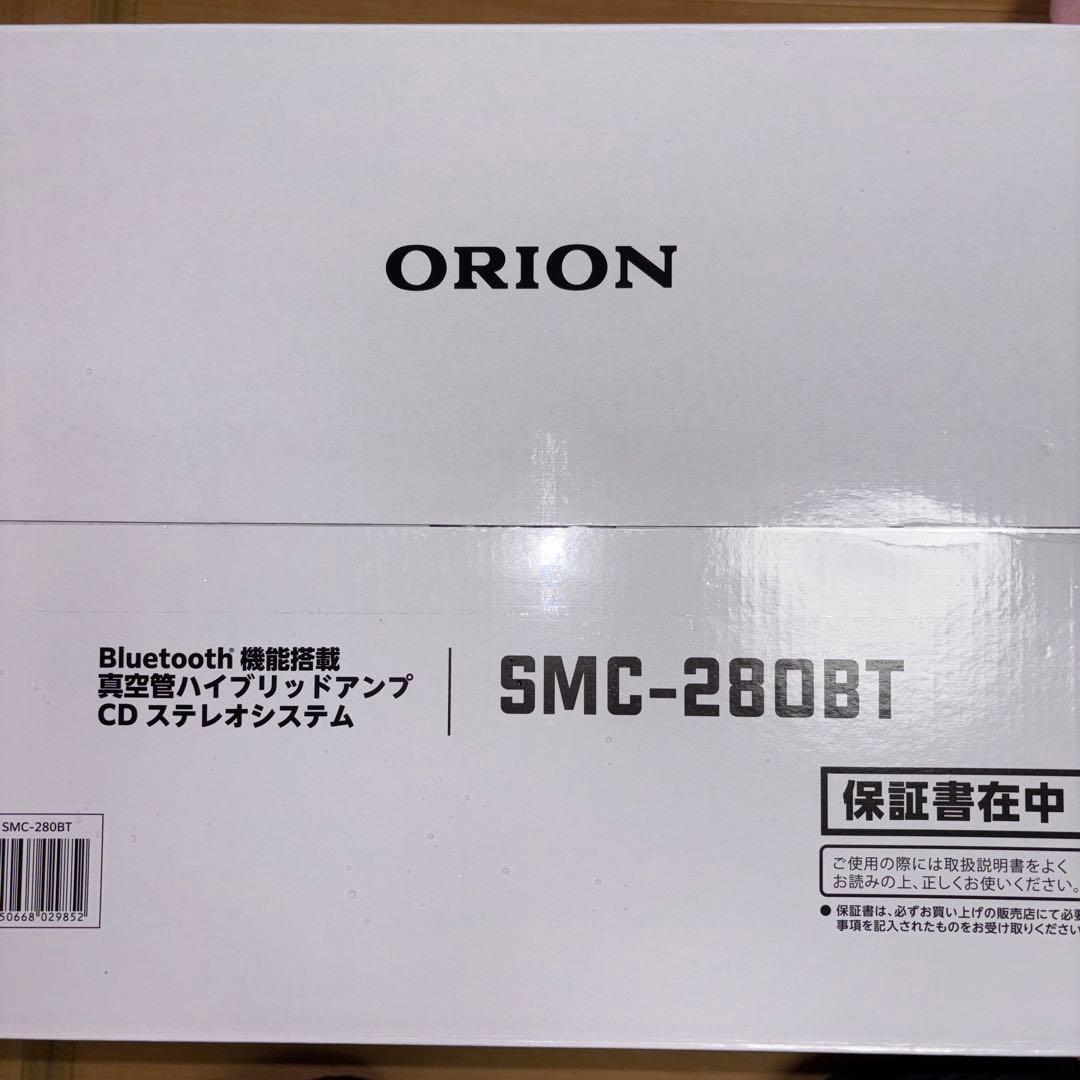 ORION
Bluetooth® 機能搭載
真空管ハイブリッドアンプ
CD ステレオシステム
SMC-280BT
保証書在中
ご使用の際には取扱説明書をよく
お読みの上、正しくお使いください。
● 保証書は、必ずお買い上げの販売店にて必要
事項を記入されたものをお受け取りください
SMC-280BT
50668 029852